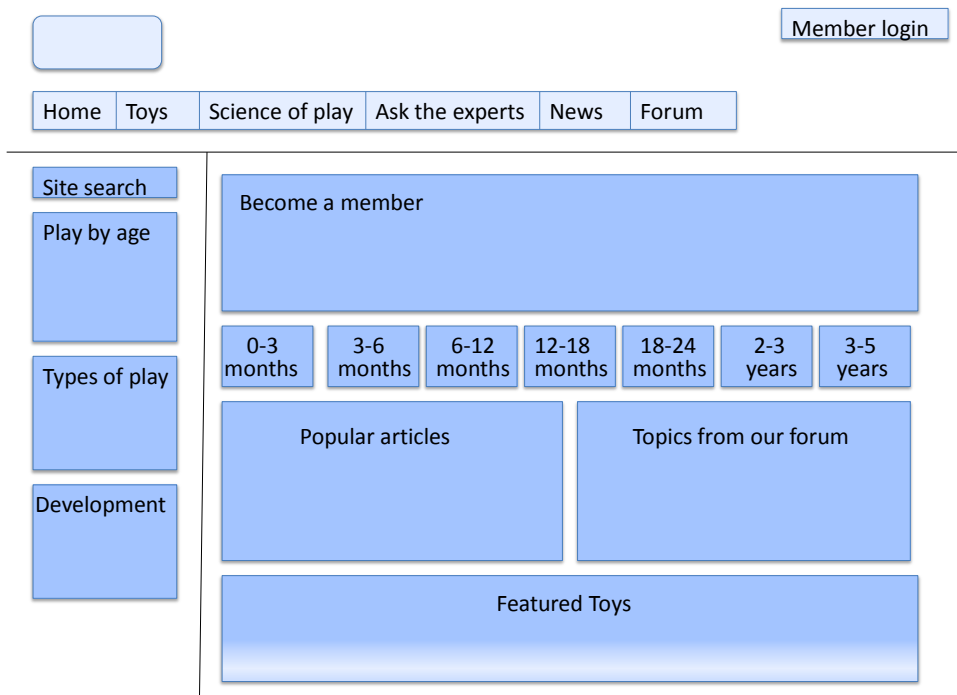 Member login
Home
Toys
Science of play
Ask the experts
News
Forum
Site search
Play by age
Types of play
Development
Become a member
0-3
months
3-6
months
6-12
months
12-18
months
18-24
months
2-3
years
3-5
years
Popular articles
Topics from our forum
Featured Toys